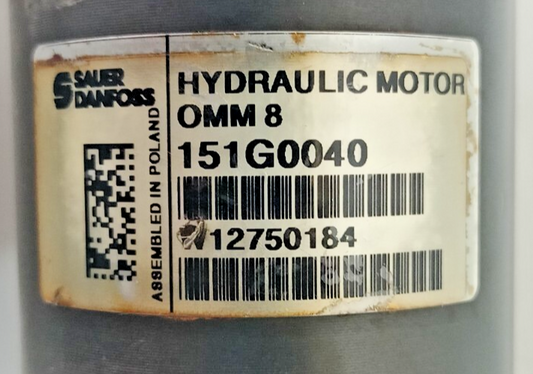 SAUER
DANFOSS
ASSEMBLED IN POLAND
HYDRAULIC MOTOR
OMM 8
151G0040
12750184